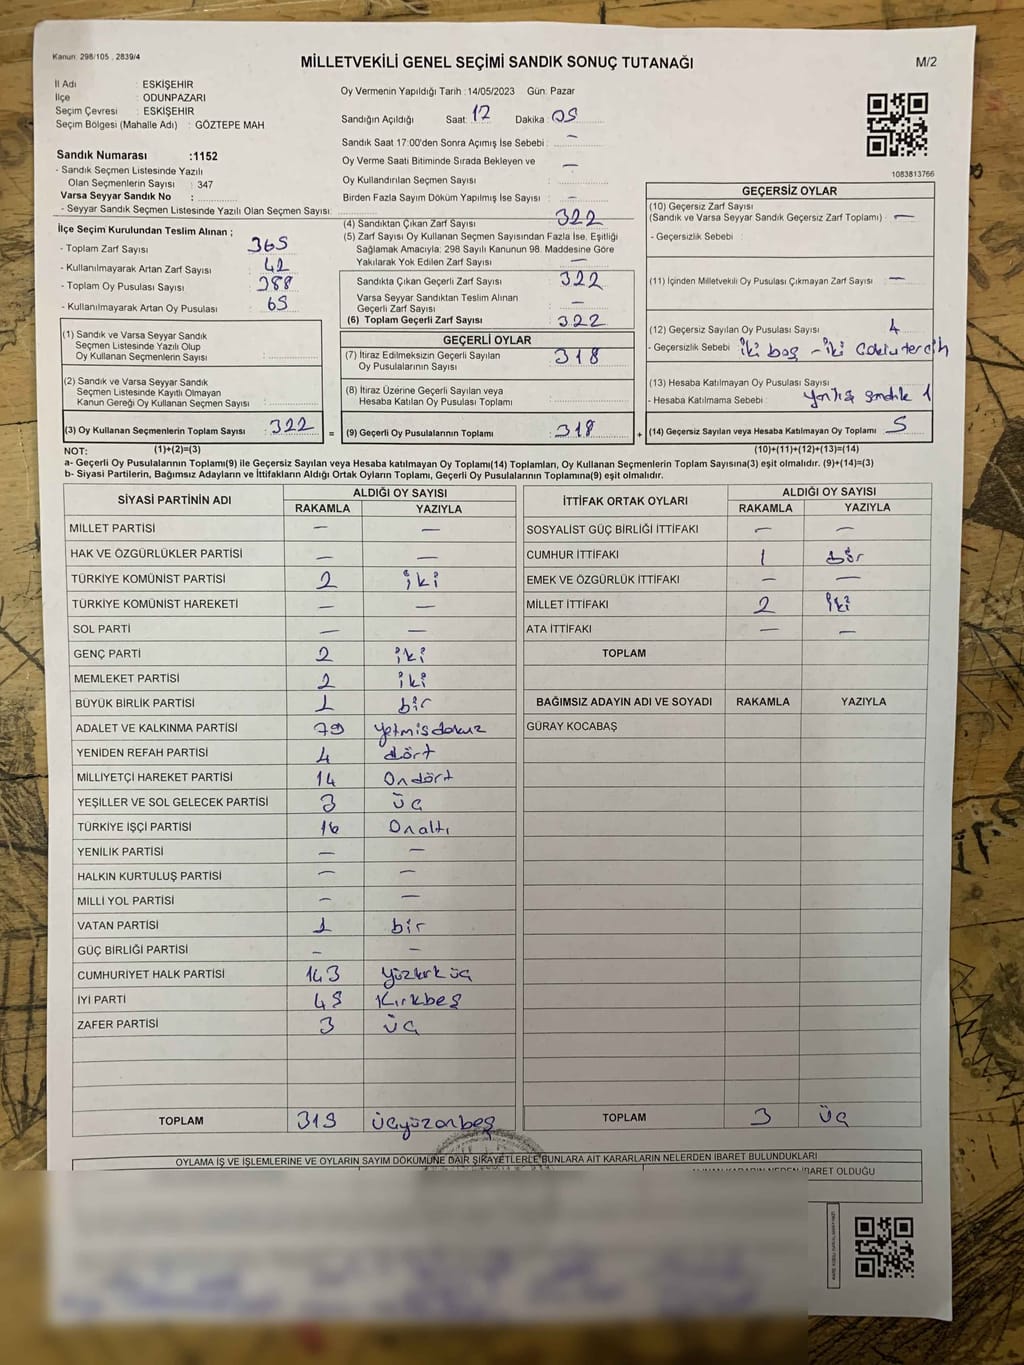 Kanun: 298/105 , 2839/4
MİLLETVEKİLİ GENEL SEÇİMİ SANDIK SONUÇ TUTANAĞI
M/2
İl Adı : ESKİŞEHİR
İlçe : ODUNPAZARI
Seçim Çevresi : ESKİŞEHİR
Seçim Bölgesi (Mahalle Adı) : GÖZTEPE MAH
Sandık Numarası :1152
- Sandık Seçmen Listesinde Yazılı
Olan Seçmenlerin Sayısı : 347
Varsa Seyyar Sandık No :
- Seyyar Sandık Seçmen Listesinde Yazılı Olan Seçmen Sayısı:
Oy Vermenin Yapıldığı Tarih : 14/05/2023 Gün: Pazar
Sandığın Açıldığı Saat: 17 Dakika : 05
Sandık Saat 17:00'den Sonra Açımış İse Sebebi : —
Oy Verme Saati Bitiminde Sırada Bekleyen ve —
Oy Kullandırılan Seçmen Sayısı :
Birden Fazla Sayım Döküm Yapılmış İse Sayısı : —
1083813766
İlçe Seçim Kurulundan Teslim Alınan ;
- Toplam Zarf Sayısı : 365
- Kullanılmayarak Artan Zarf Sayısı : 42
- Toplam Oy Pusulası Sayısı : 388
- Kullanılmayarak Artan Oy Pusulası : 65
(4) Sandıktan Çıkan Zarf Sayısı : 322
(5) Zarf Sayısı Oy Kullanan Seçmen Sayısından Fazla İse, Eşitliği
Sağlamak Amacıyla, 298 Sayılı Kanunun 98. Maddesine Göre
Yakılarak Yok Edilen Zarf Sayısı : —
Sandıkta Çıkan Geçerli Zarf Sayısı : 322
Varsa Seyyar Sandıktan Teslim Alınan
Geçerli Zarf Sayısı : —
(6) Toplam Geçerli Zarf Sayısı : 322
GEÇERSİZ OYLAR
(10) Geçersiz Zarf Sayısı
(Sandık ve Varsa Seyyar Sandık Geçersiz Zarf Toplamı) : —
- Geçersizlik Sebebi :
(11) İçinden Milletvekili Oy Pusulası Çıkmayan Zarf Sayısı : —
(12) Geçersiz Sayılan Oy Pusulası Sayısı : 4
- Geçersizlik Sebebi : iki boş - iki çoklu tercih
(13) Hesaba Katılmayan Oy Pusulası Sayısı :
- Hesaba Katılmama Sebebi : yanlış sandık 1
(14) Geçersiz Sayılan veya Hesaba Katılmayan Oy Toplamı : 5
(10)+(11)+(12)+(13)=(14)
(1) Sandık ve Varsa Seyyar Sandık
Seçmen Listesinde Yazılı Olup
Oy Kullanan Seçmenlerin Sayısı :
(2) Sandık ve Varsa Seyyar Sandık
Seçmen Listesinde Kayıtlı Olmayan
Kanun Gereği Oy Kullanan Seçmen Sayısı :
(3) Oy Kullanan Seçmenlerin Toplam Sayısı : 322 =
(1)+(2)=(3)
GEÇERLİ OYLAR
(7) İtiraz Edilmeksizin Geçerli Sayılan
Oy Pusulalarının Sayısı : 318
(8) İtiraz Üzerine Geçerli Sayılan veya
Hesaba Katılan Oy Pusulası Toplamı :
(9) Geçerli Oy Pusulalarının Toplamı : 318 +
NOT:
a- Geçerli Oy Pusulalarının Toplamı(9) ile Geçersiz Sayılan veya Hesaba katılmayan Oy Toplamı(14) Toplamları, Oy Kullanan Seçmenlerin Toplam Sayısına(3) eşit olmalıdır. (9)+(14)=(3)
b- Siyasi Partilerin, Bağımsız Adayların ve İttifakların Aldığı Ortak Oyların Toplamı, Geçerli Oy Pusulalarının Toplamına(9) eşit olmalıdır.
SİYASİ PARTİNİN ADI ALDIĞI OY SAYISI
RAKAMLA YAZIYLA
MİLLET PARTİSİ — —
HAK VE ÖZGÜRLÜKLER PARTİSİ — —
TÜRKİYE KOMÜNİST PARTİSİ 2 iki
TÜRKİYE KOMÜNİST HAREKETİ — —
SOL PARTİ — —
GENÇ PARTİ 2 iki
MEMLEKET PARTİSİ 2 iki
BÜYÜK BİRLİK PARTİSİ 1 bir
ADALET VE KALKINMA PARTİSİ 79 yetmişdokuz
YENİDEN REFAH PARTİSİ 4 dört
MİLLİYETÇİ HAREKET PARTİSİ 14 Ondört
YEŞİLLER VE SOL GELECEK PARTİSİ 3 üç
TÜRKİYE İŞÇİ PARTİSİ 16 Onaltı
YENİLİK PARTİSİ — —
HALKIN KURTULUŞ PARTİSİ — —
MİLLİ YOL PARTİSİ — —
VATAN PARTİSİ 1 bir
GÜÇ BİRLİĞİ PARTİSİ — —
CUMHURİYET HALK PARTİSİ 143 yüzkırk üç
İYİ PARTİ 45 Kırkbeş
ZAFER PARTİSİ 3 üç
TOPLAM 315 üçyüzonbeş
İTTİFAK ORTAK OYLARI ALDIĞI OY SAYISI
RAKAMLA YAZIYLA
SOSYALİST GÜÇ BİRLİĞİ İTTİFAKI — —
CUMHUR İTTİFAKI 1 bir
EMEK VE ÖZGÜRLÜK İTTİFAKI — —
MİLLET İTTİFAKI 2 iki
ATA İTTİFAKI — —
TOPLAM
BAĞIMSIZ ADAYIN ADI VE SOYADI RAKAMLA YAZIYLA
GÜRAY KOCABAŞ
TOPLAM 3 üç
OYLAMA İŞ VE İŞLEMLERİNE VE OYLARIN SAYIM DÖKÜMÜNE DAİR ŞİKAYETLERLE BUNLARA AİT KARARLARIN NELERDEN İBARET BULUNDUKLARI
İBARET OLDUĞU